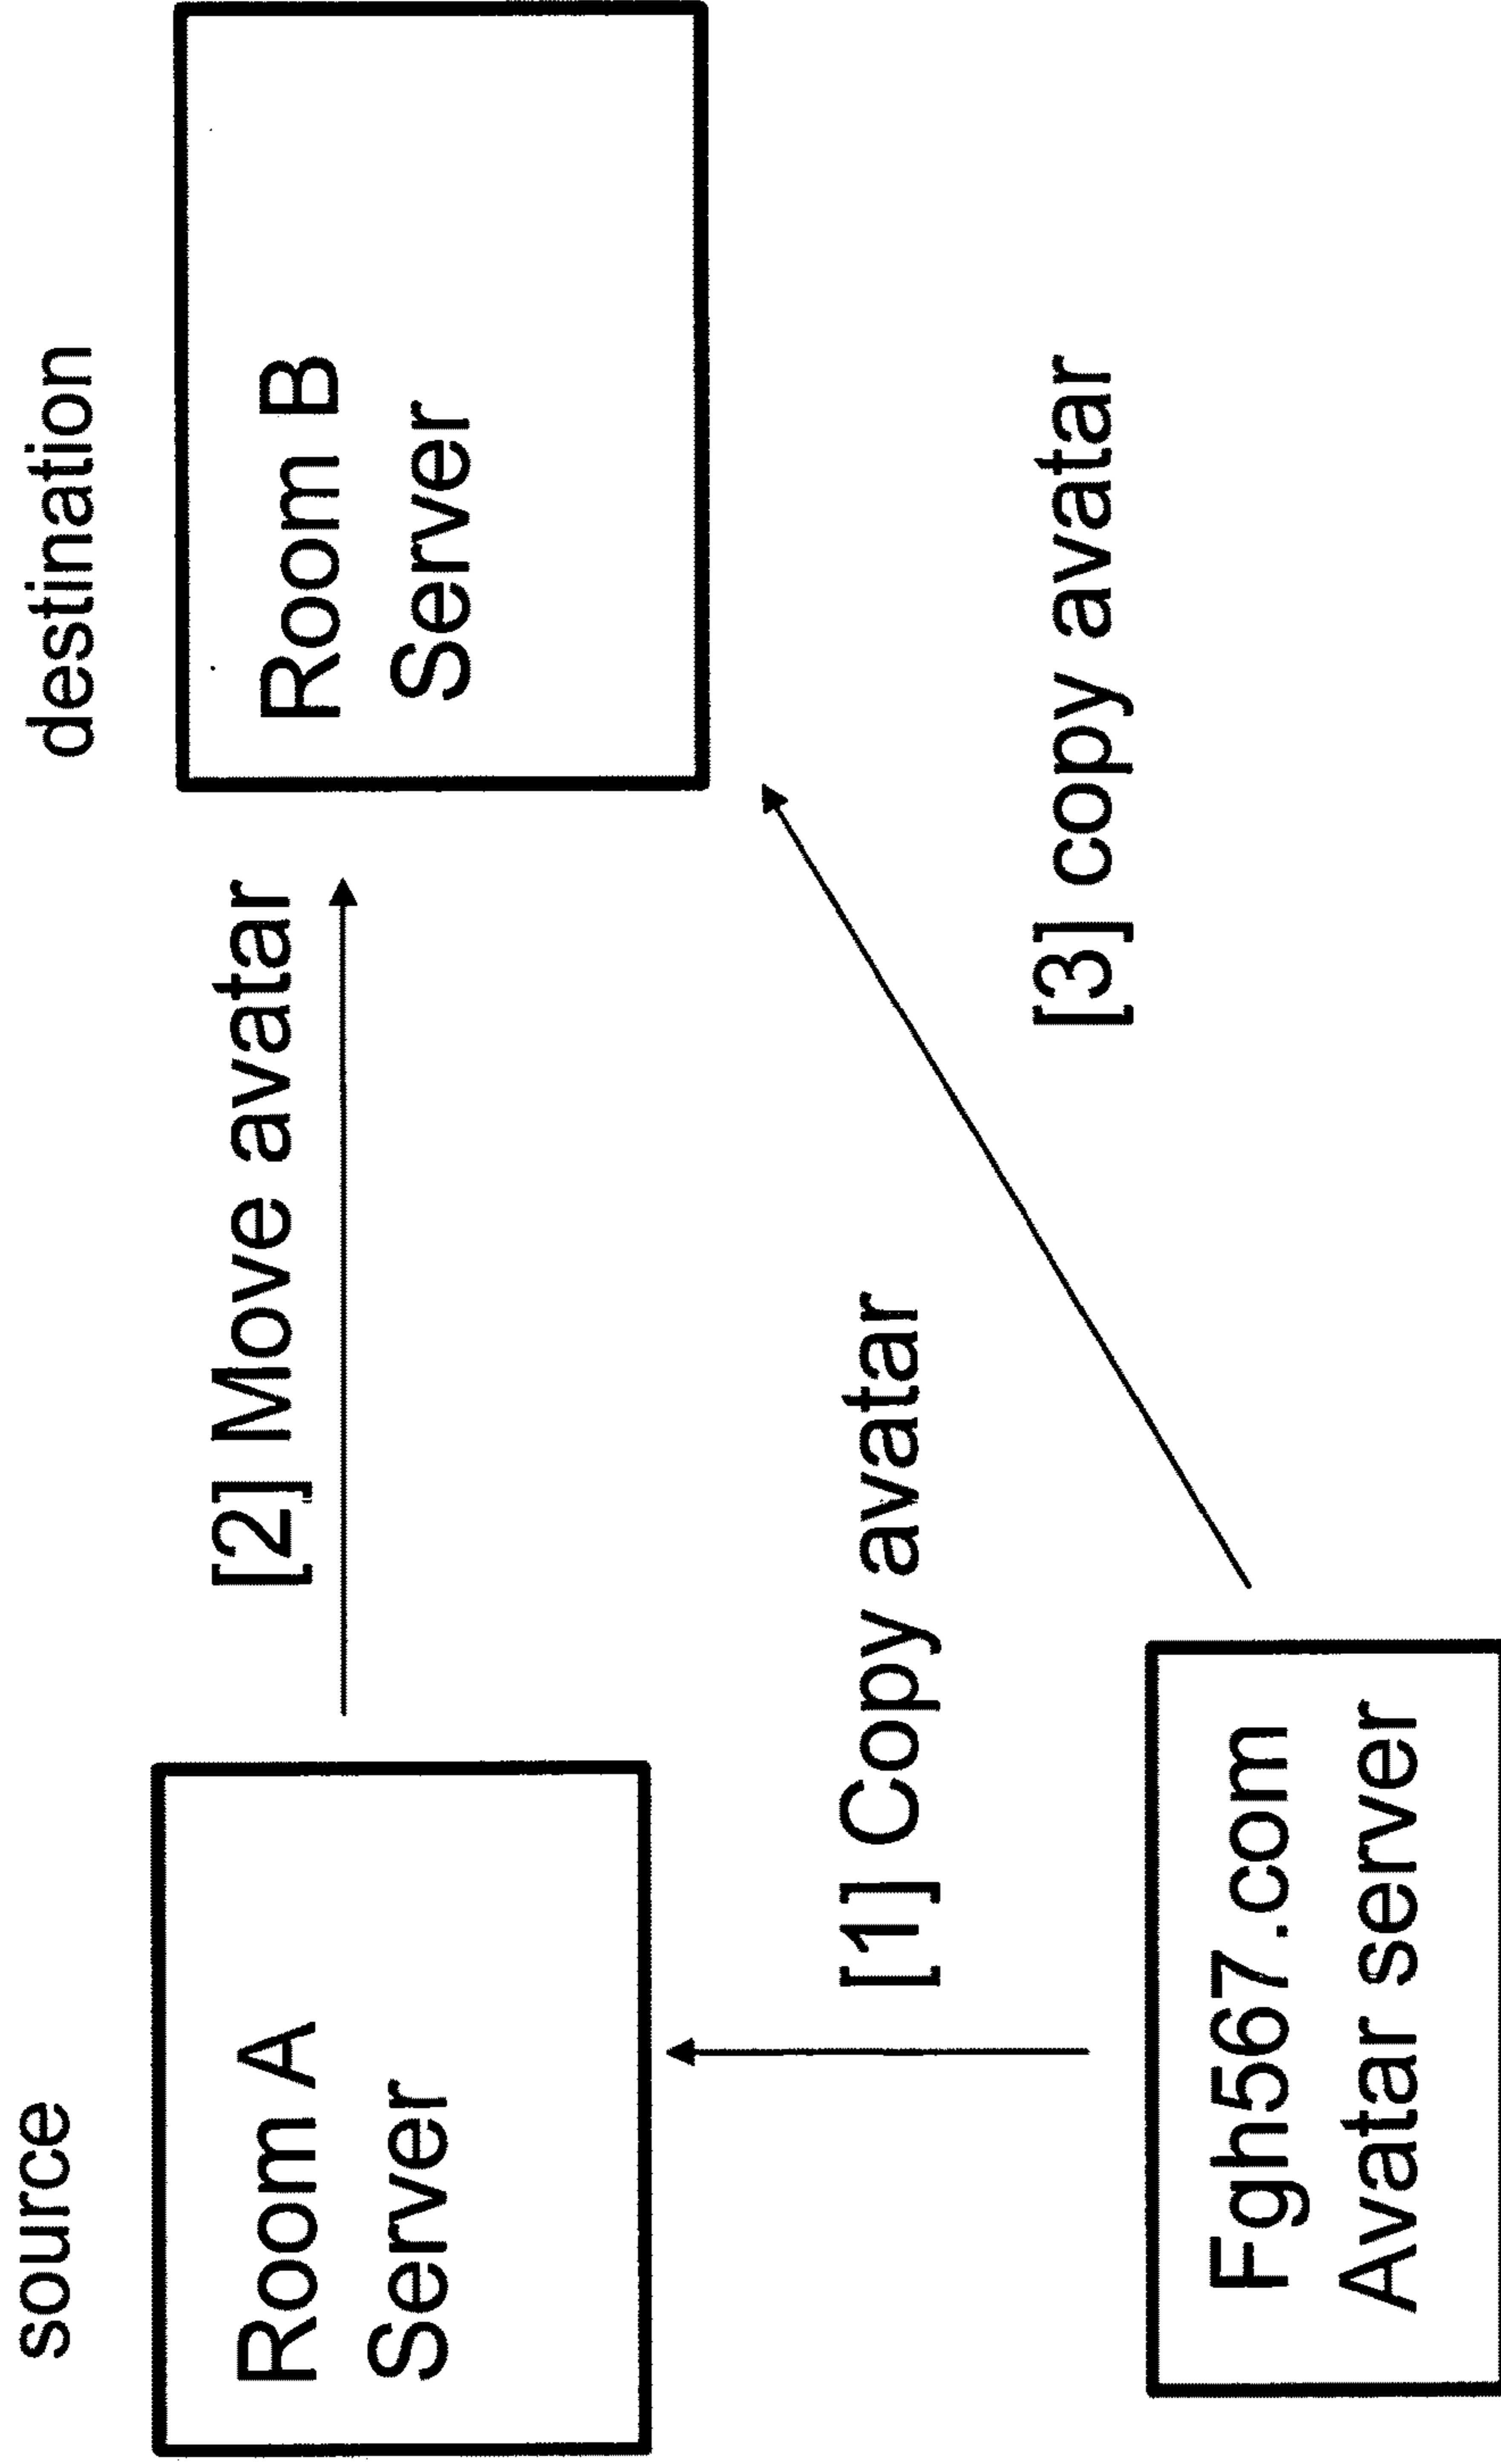 source
destination
Room A
Server
[2] Move avatar
Room B
Server
[1] Copy avatar
[3] copy avatar
Fgh567.com
Avatar server